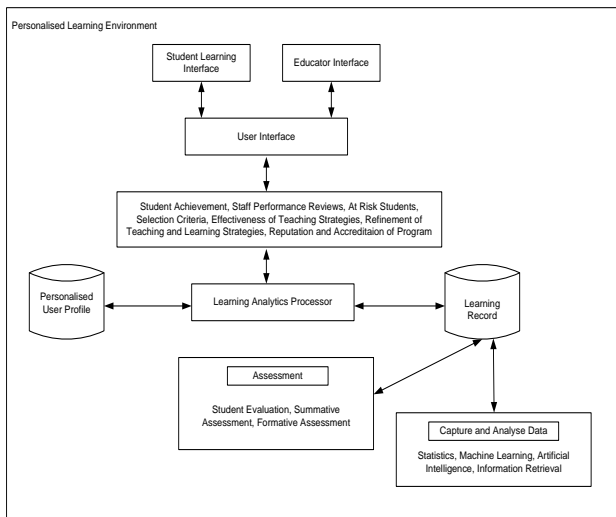 Personalised Learning Environment
Student Learning
Interface
Educator Interface
User Interface
Student Achievement, Staff Performance Reviews, At Risk Students,
Selection Criteria, Effectiveness of Teaching Strategies, Refinement of
Teaching and Learning Strategies, Reputation and Accreditaion of Program
Personalised
User Profile
Learning Analytics Processor
Learning
Record
Assessment
Student Evaluation, Summative
Assessment, Formative Assessment
Capture and Analyse Data
Statistics, Machine Learning, Artificial
Intelligence, Information Retrieval